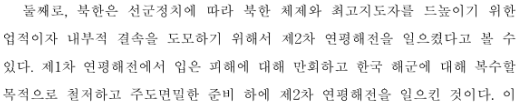 둘째로, 북한은 선군정치에 따라 북한 체제와 최고지도자를 드높이기 위한
업적이자 내부적 결속을 도모하기 위해서 제2차 연평해전을 일으켰다고 볼 수
있다. 제1차 연평해전에서 입은 피해에 대해 만회하고 한국 해군에 대해 복수할
목적으로 철저하고 주도면밀한 준비 하에 제2차 연평해전을 일으킨 것이다. 이